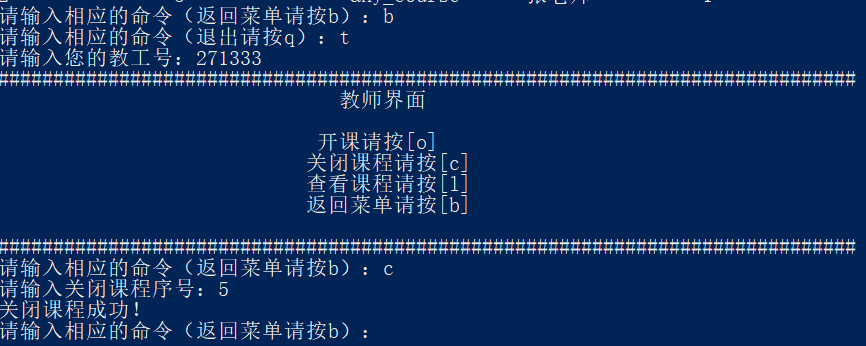 any_course
请输入相应的命令（返回菜单请按b）：b
请输入相应的命令（退出请按q）：t
请输入您的教工号：271333
################################################################################
教师界面
开课请按[o]
关闭课程请按[c]
查看课程请按[l]
返回菜单请按[b]
################################################################################
请输入相应的命令（返回菜单请按b）：c
请输入关闭课程序号：5
关闭课程成功！
请输入相应的命令（返回菜单请按b）：